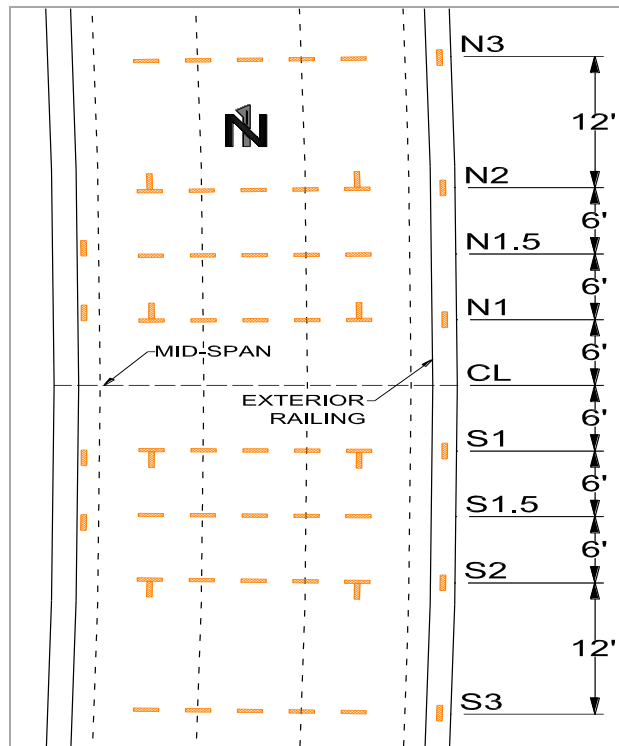 N3
12'
N
N2
6'
N1.5
6'
N1
MID-SPAN
6'
CL
EXTERIOR
RAILING
6'
S1
6'
S1.5
6'
S2
12'
S3